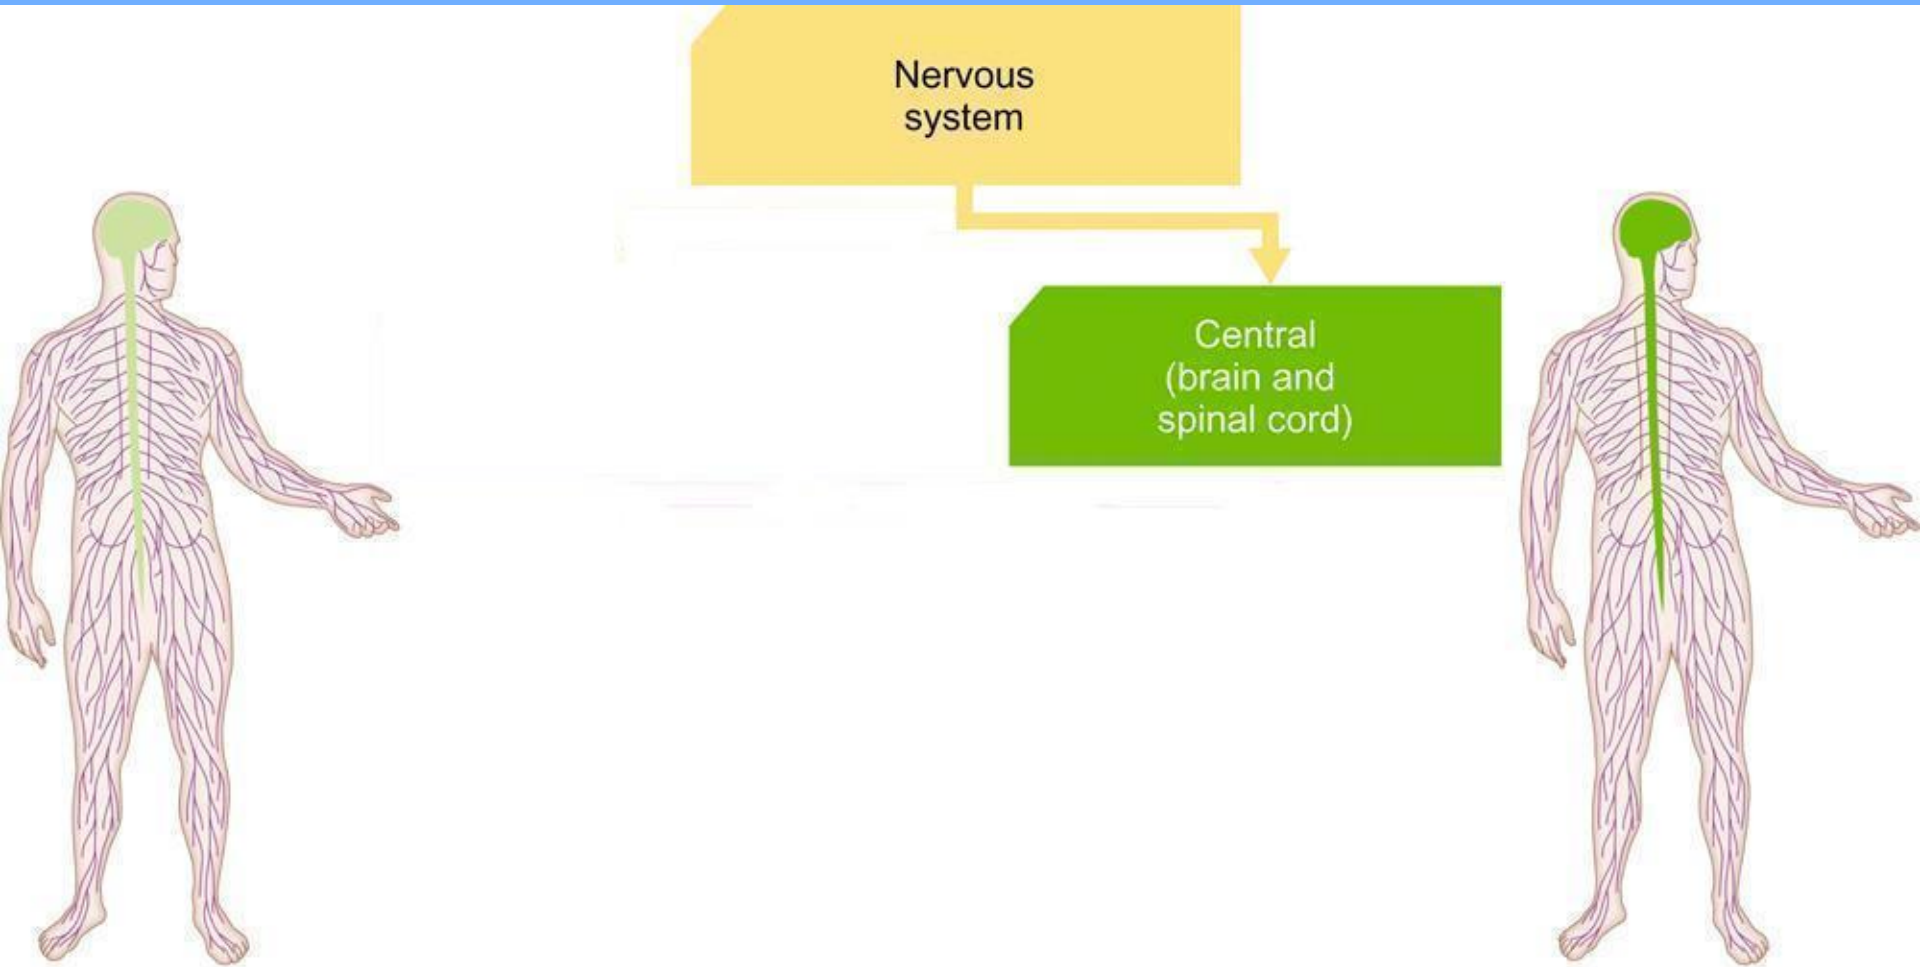 Nervous
system
Central
(brain and
spinal cord)